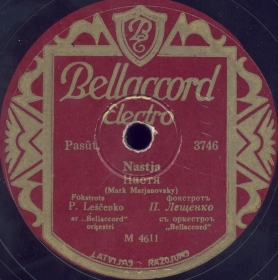 Bellaccord
Electro
Pasūt. 3746
Nastja
Настя
(Mark Marjanovsky)
Fokstrots фокстротъ
P. Leščenko П. Лещенко
ar „Bellaccord” съ оркестромъ
orķestri „Bellaccord”
M 4611
LATVIJAS - RAŽOJUMS